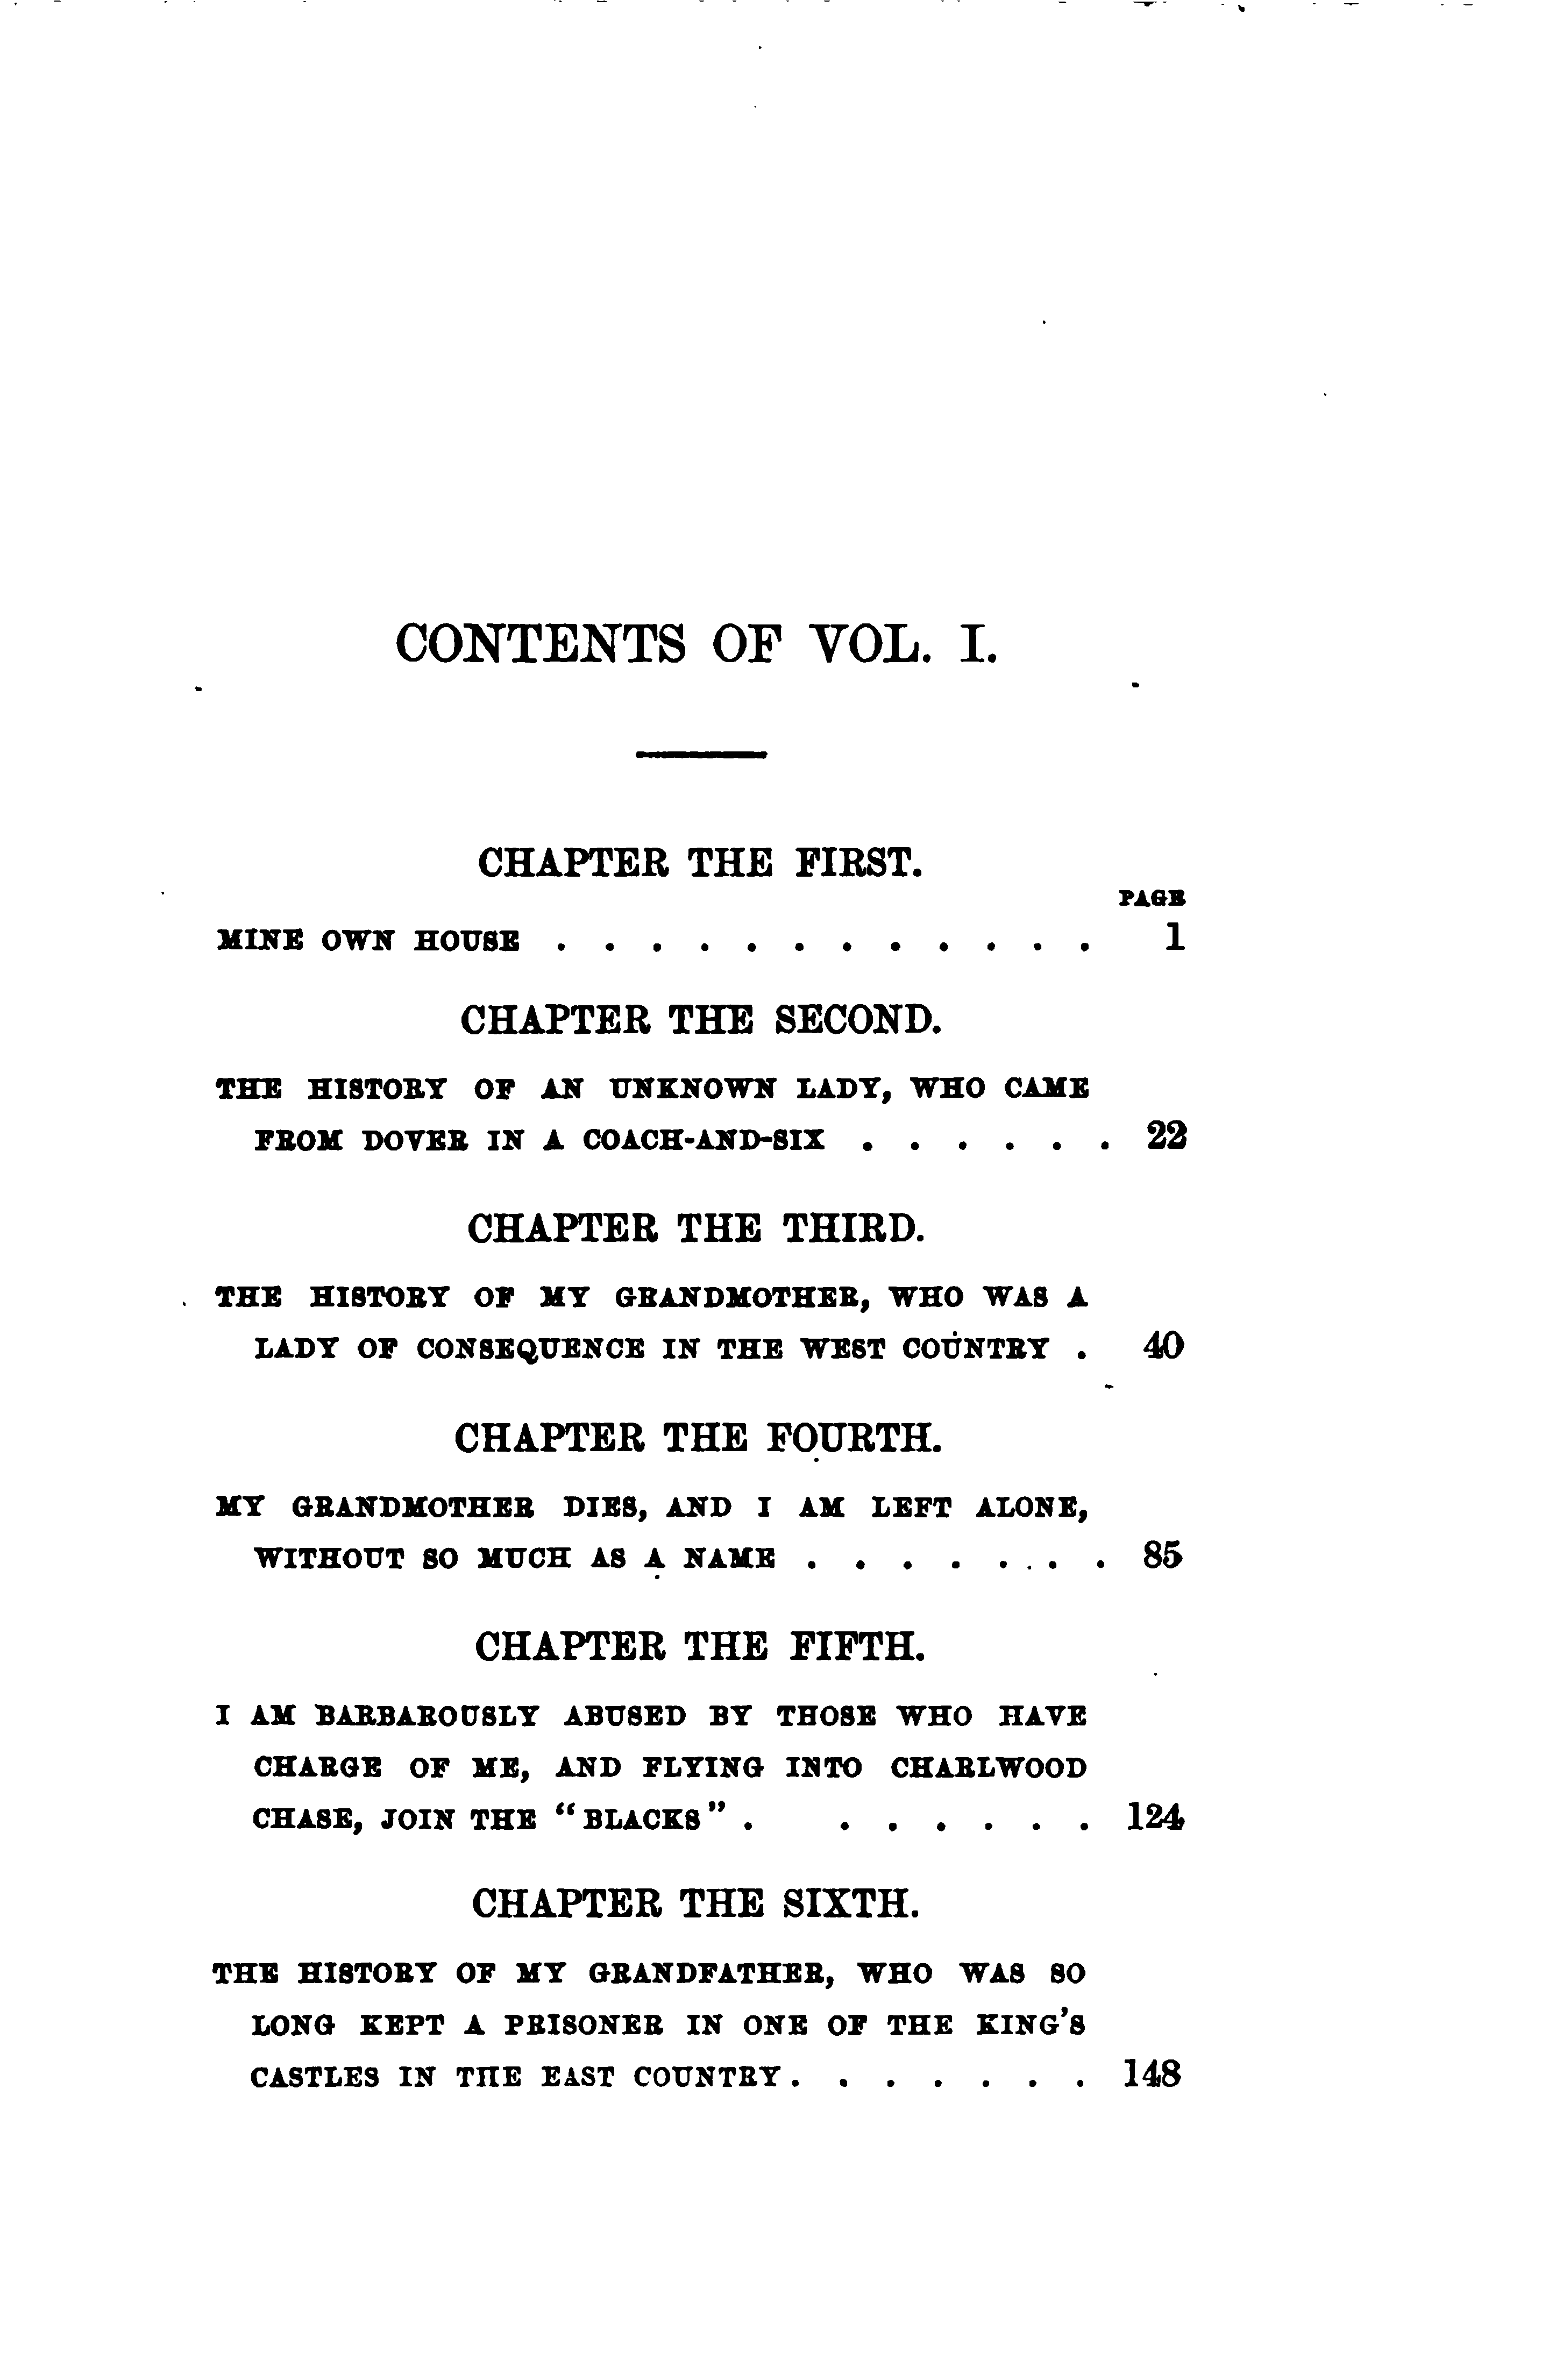 CONTENTS OF VOL. I.
CHAPTER THE FIRST.
PAGE
MINE OWN HOUSE . . . . . . . . . . . . 1
CHAPTER THE SECOND.
THE HISTORY OF AN UNKNOWN LADY, WHO CAME
FROM DOVER IN A COACH-AND-SIX . . . . . . 22
CHAPTER THE THIRD.
THE HISTORY OF MY GRANDMOTHER, WHO WAS A
LADY OF CONSEQUENCE IN THE WEST COUNTRY . 40
CHAPTER THE FOURTH.
MY GRANDMOTHER DIES, AND I AM LEFT ALONE,
WITHOUT SO MUCH AS A NAME . . . . . . . 85
CHAPTER THE FIFTH.
I AM BARBAROUSLY ABUSED BY THOSE WHO HAVE
CHARGE OF ME, AND FLYING INTO CHARLWOOD
CHASE, JOIN THE "BLACKS" . . . . . . . 124
CHAPTER THE SIXTH.
THE HISTORY OF MY GRANDFATHER, WHO WAS SO
LONG KEPT A PRISONER IN ONE OF THE KING'S
CASTLES IN THE EAST COUNTRY . . . . . . . 148